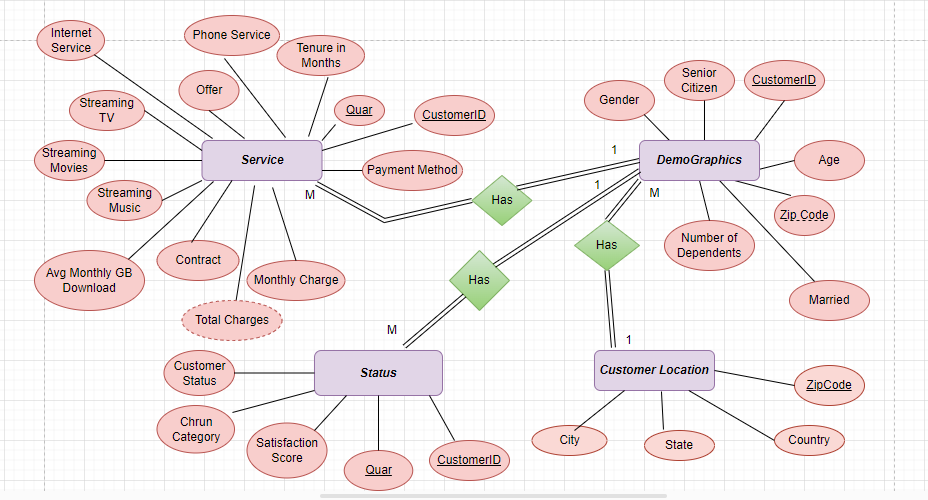 Internet
Service
Phone Service
Tenure in
Months
Offer
Streaming
TV
Quar
CustomerID
Streaming
Movies
Service
Payment Method
Streaming
Music
M
Avg Monthly GB
Download
Contract
Monthly Charge
Total Charges
Gender
Senior
Citizen
CustomerID
1
DemoGraphics
Age
1
M
Has
Zip Code
Number of
Dependents
Has
Has
Married
M
1
Customer
Status
Status
Customer Location
ZipCode
Chrun
Category
Satisfaction
Score
Quar
CustomerID
City
State
Country